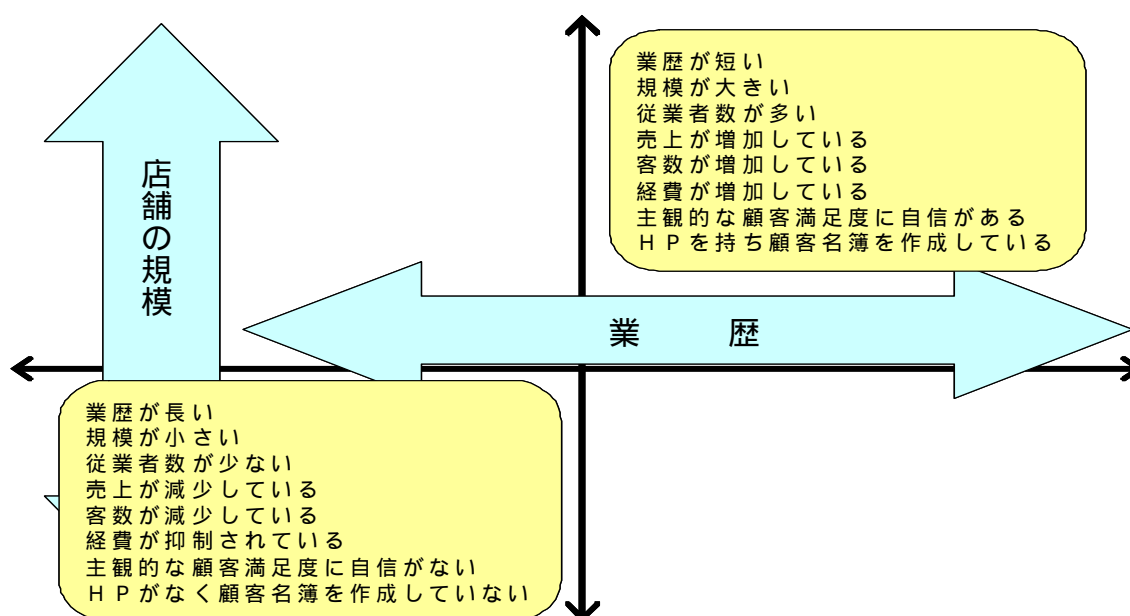 業歴が短い
規模が大きい
従業者数が多い
売上が増加している
客数が増加している
経費が増加している
主観的な顧客満足度に自信がある
ＨＰを持ち顧客名簿を作成している
店舗の規模
業　歴
業歴が長い
規模が小さい
従業者数が少ない
売上が減少している
客数が減少している
経費が抑制されている
主観的な顧客満足度に自信がない
ＨＰがなく顧客名簿を作成していない